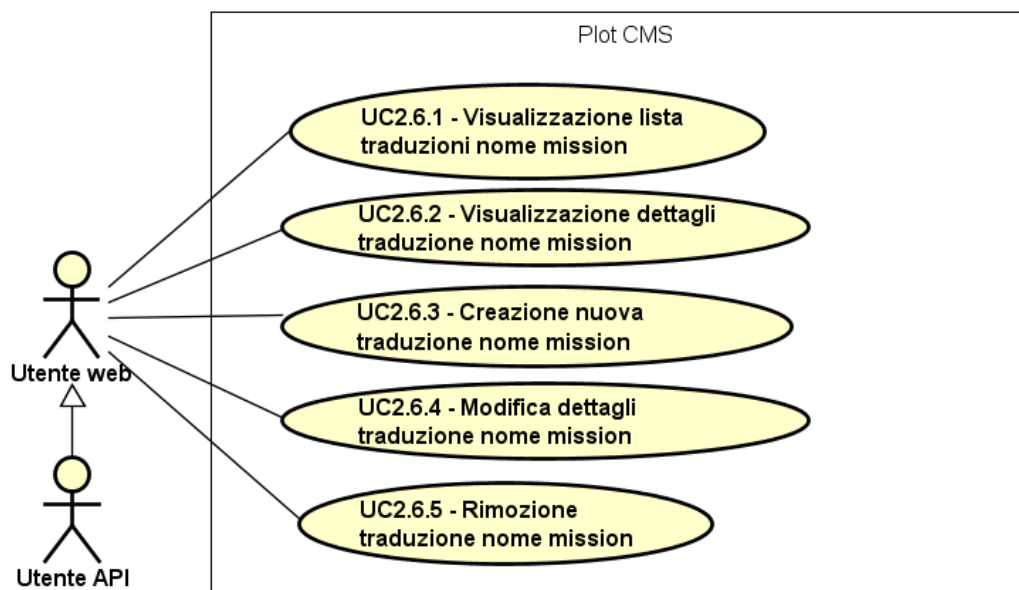 Plot CMS
UC2.6.1 - Visualizzazione lista
traduzioni nome mission
UC2.6.2 - Visualizzazione dettagli
traduzione nome mission
UC2.6.3 - Creazione nuova
traduzione nome mission
UC2.6.4 - Modifica dettagli
traduzione nome mission
UC2.6.5 - Rimozione
traduzione nome mission
Utente web
Utente API